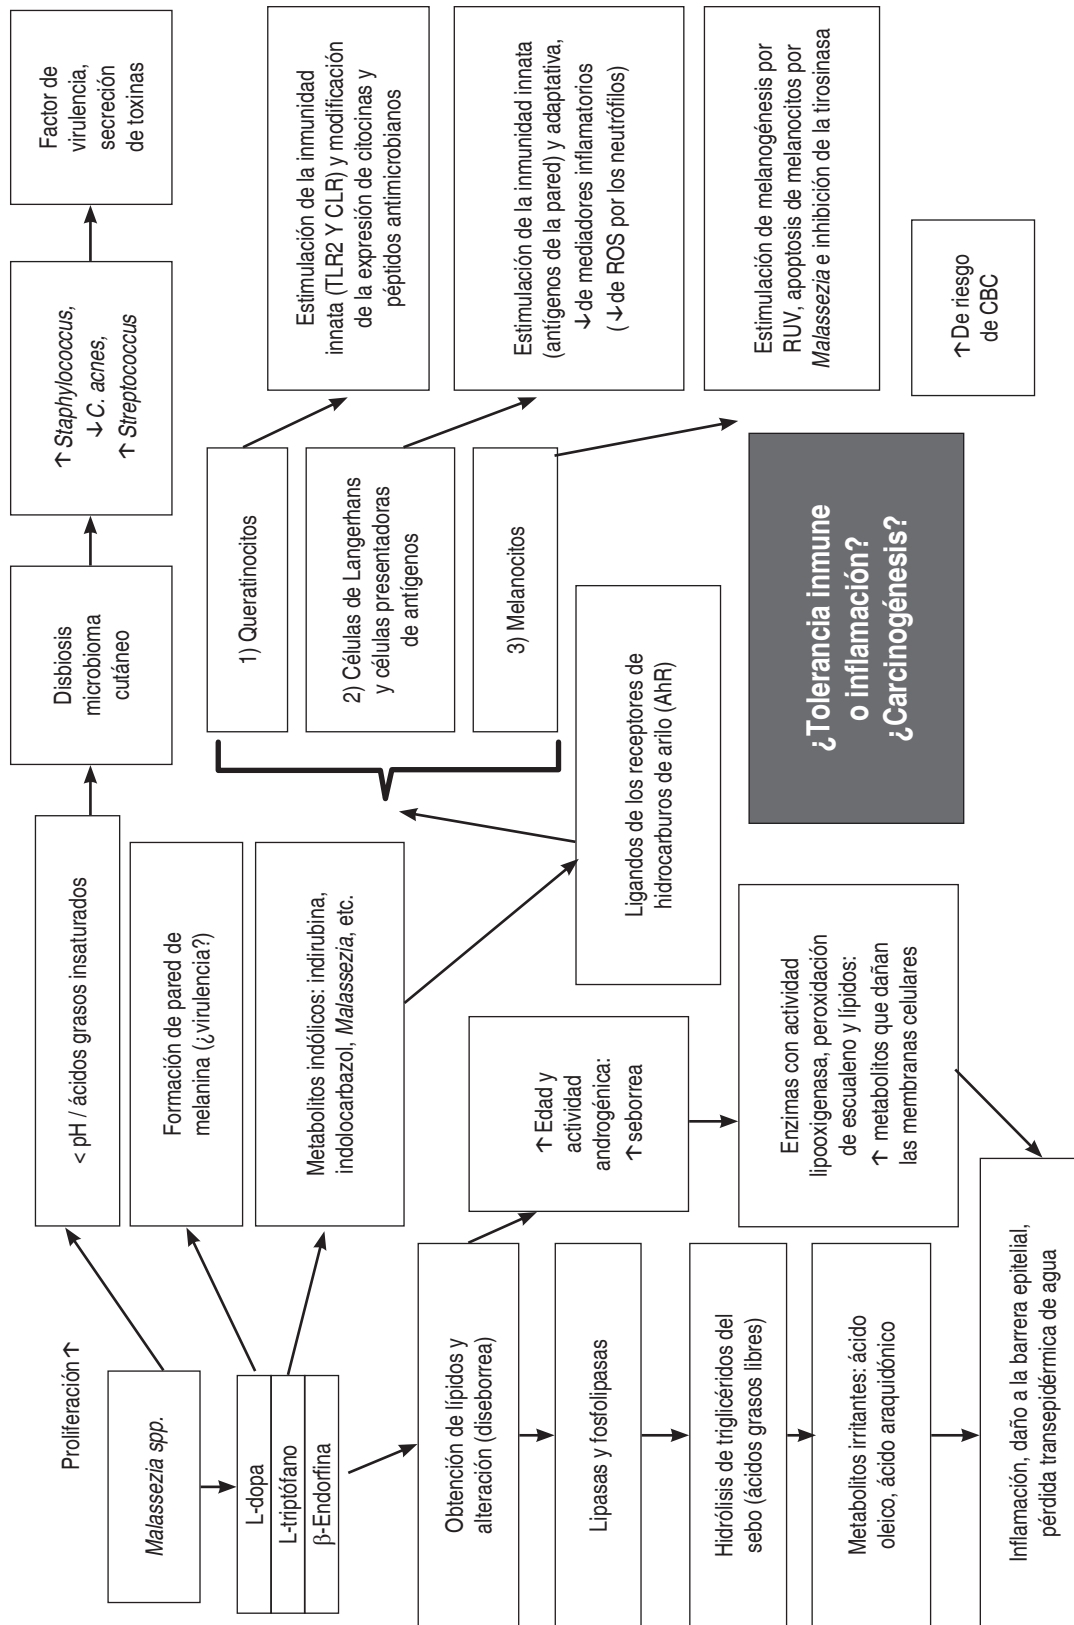 Proliferación ↑
Malassezia spp.
L-dopa
L-triptófano
β-Endorfina
< pH / ácidos grasos insaturados
Disbiosis
microbioma
cutáneo
↑ Staphylococcus,
↓ C. acnes,
↑ Streptococcus
Factor de
virulencia,
secreción
de toxinas
Formación de pared de
melanina (¿virulencia?)
Metabolitos indólicos: indirubina,
indolocarbazol, Malassezia, etc.
Ligandos de los receptores de
hidrocarburos de arilo (AhR)
1) Queratinocitos
2) Células de Langerhans
y células presentadoras
de antígenos
3) Melanocitos
Estimulación de la inmunidad
innata (TLR2 Y CLR) y modificación
de la expresión de citocinas y
péptidos antimicrobianos
Estimulación de la inmunidad innata
(antígenos de la pared) y adaptativa,
↓ de mediadores inflamatorios
(↓ de ROS por los neutrófilos)
Estimulación de melanogénesis por
RUV, apoptosis de melanocitos por
Malassezia e inhibición de la tirosinasa
Obtención de lípidos y
alteración (diseborrea)
Lipasas y fosfolipasas
Hidrólisis de triglicéridos del
sebo (ácidos grasos libres)
Metabolitos irritantes: ácido
oleico, ácido araquidónico
Inflamación, daño a la barrera epitelial,
pérdida transepidérmica de agua
↑ Edad y
actividad
androgénica:
↑ seborrea
Enzimas con actividad
lipooxigenasa, peroxidación
de escualeno y lípidos:
↑ metabolitos que dañan
las membranas celulares
¿Tolerancia inmune
o inflamación?
¿Carcinogénesis?
↑ De riesgo
de CBC